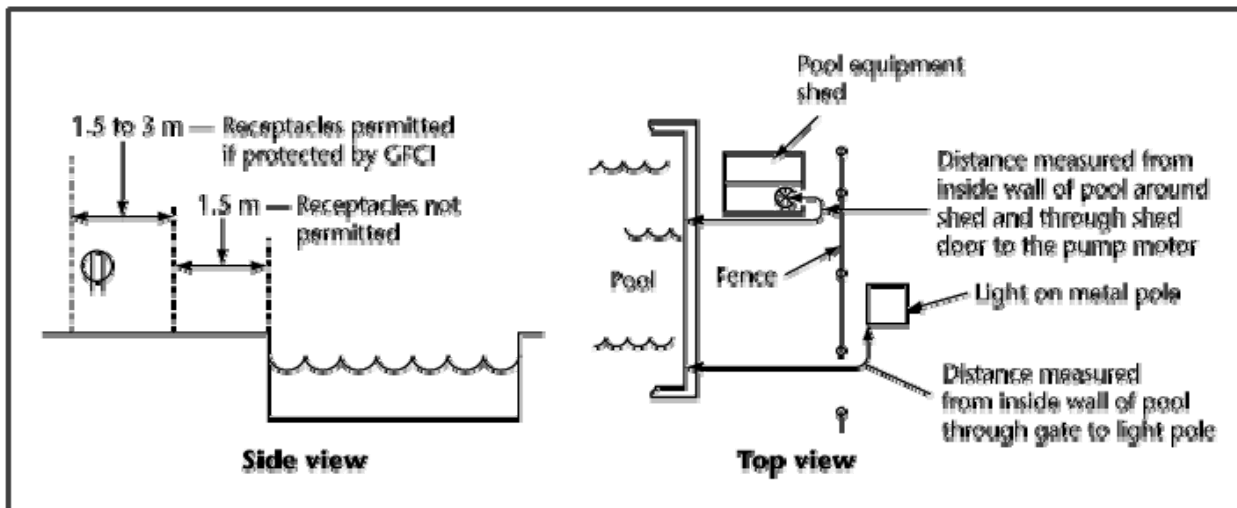 1.5 to 3 m — Receptacles permitted
if protected by GFCI
1.5 m — Receptacles not
permitted
Side view
Pool equipment
shed
Distance measured from
inside wall of pool around
shed and through shed
door to the pump motor
Pool
Fence
Light on metal pole
Distance measured
from inside wall of pool
through gate to light pole
Top view